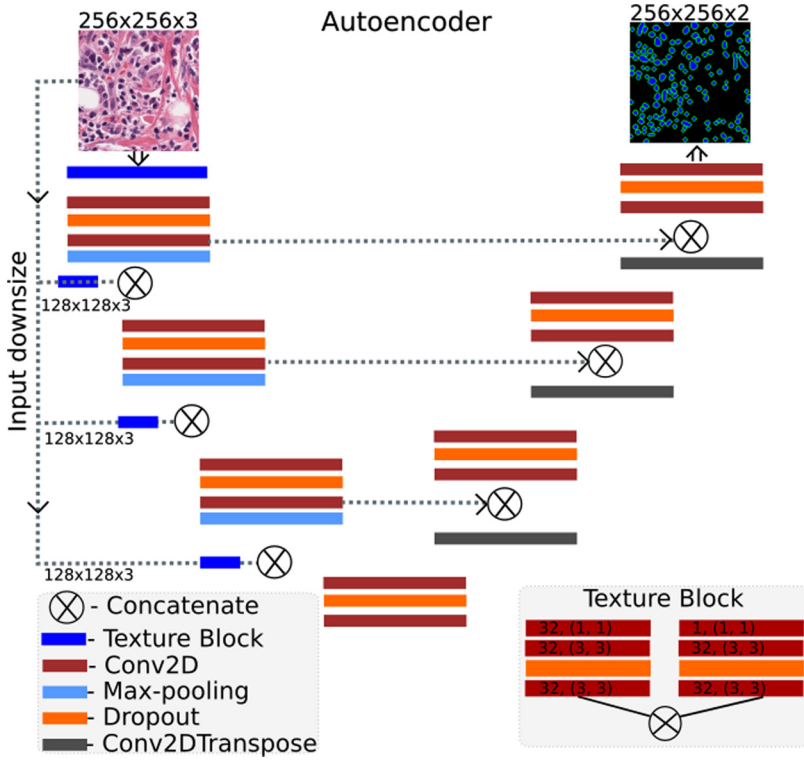 Autoencoder
256x256x3
256x256x2
Input downsize
128x128x3
128x128x3
128x128x3
- Concatenate
- Texture Block
- Conv2D
- Max-pooling
- Dropout
- Conv2DTranspose
Texture Block
32, (1, 1)
1, (1, 1)
32, (3, 3)
32, (3, 3)
32, (3, 3)
32, (3, 3)